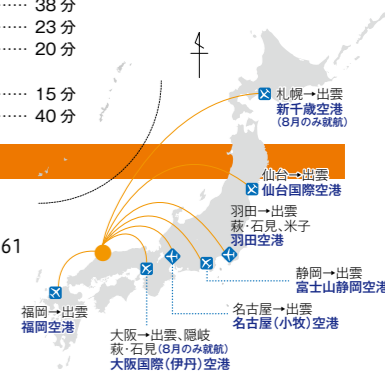 …… 38 分
…… 23 分
…… 20 分
…… 15 分
…… 40 分
札幌→出雲
新千歳空港
(8月のみ就航)
仙台→出雲
仙台国際空港
61
羽田→出雲
萩・石見、米子
羽田空港
静岡→出雲
富士山静岡空港
名古屋→出雲
名古屋(小牧)空港
福岡→出雲
福岡空港
大阪→出雲、隠岐
萩・石見(8月のみ就航)
大阪国際(伊丹)空港